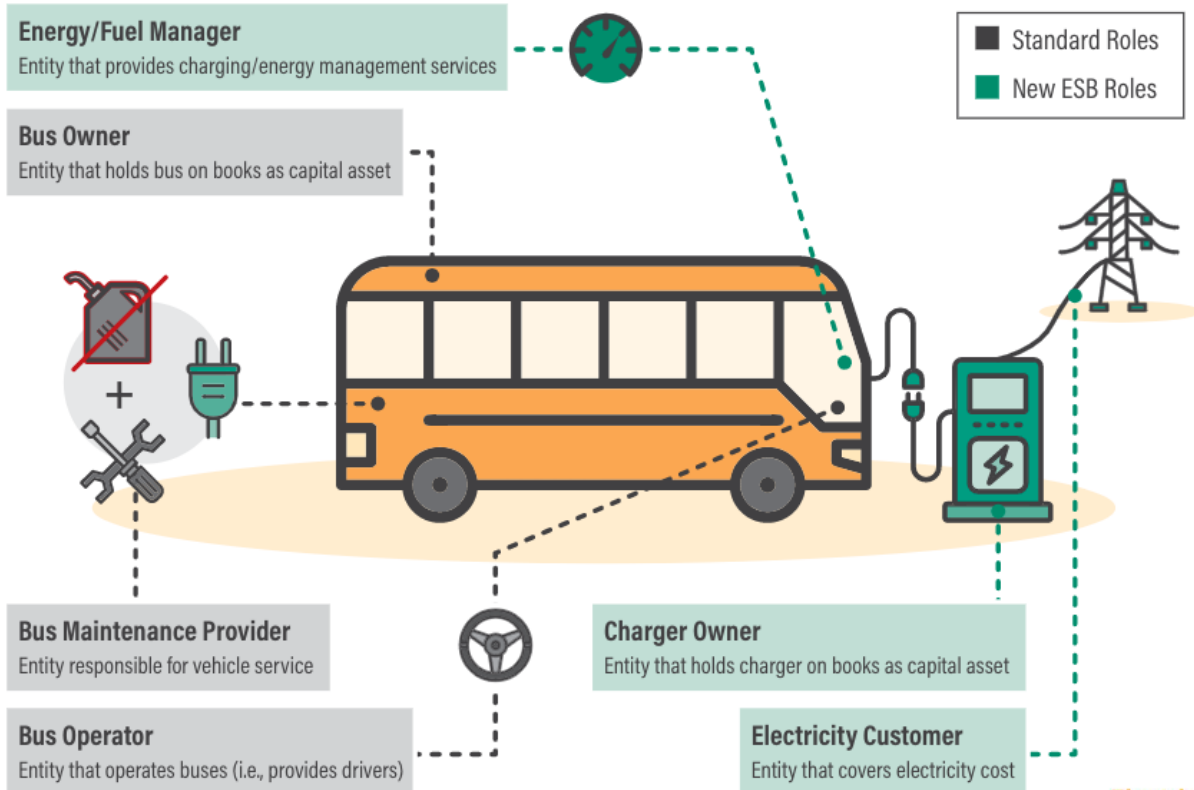 Energy/Fuel Manager
Entity that provides charging/energy management services
Standard Roles
New ESB Roles
Bus Owner
Entity that holds bus on books as capital asset
Bus Maintenance Provider
Entity responsible for vehicle service
Charger Owner
Entity that holds charger on books as capital asset
Bus Operator
Entity that operates buses (i.e., provides drivers)
Electricity Customer
Entity that covers electricity cost